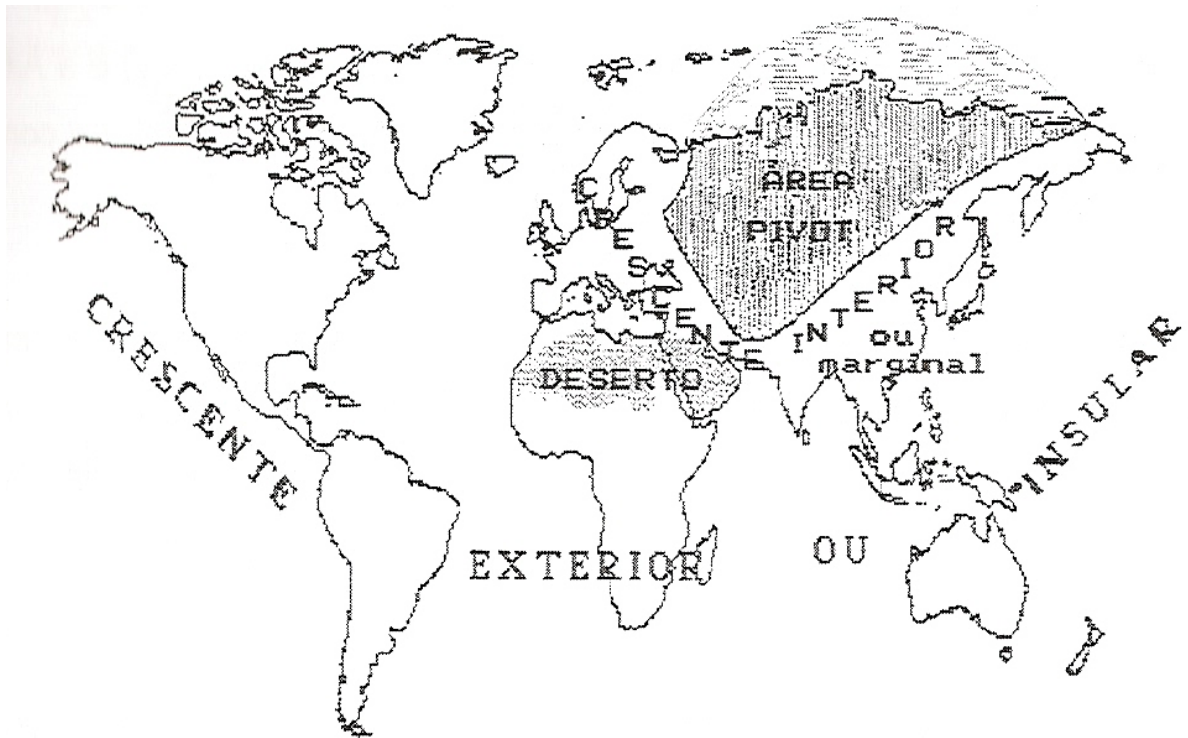 ÁREA
PIVOT
CRESCENTE INTERIOR
ou
marginal
DESERTO
CRESCENTE EXTERIOR OU INSULAR